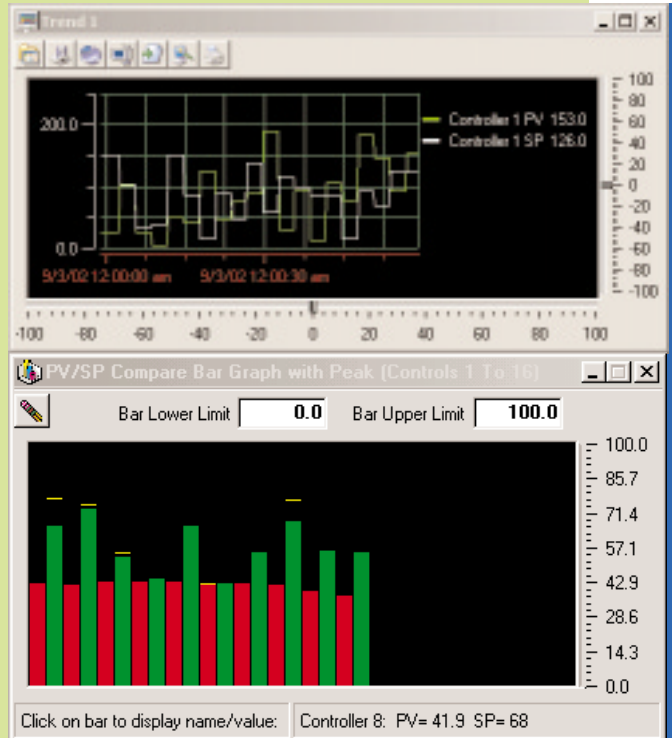 Trend 1
100
80
60
40
20
0
-20
-40
-60
-80
-100
200.0
0.0
Controller 1 PV 153.0
Controller 1 SP 126.0
9/3/02 12:00:00 am 9/3/02 12:00:30 am
-100 -80 -60 -40 -20 0 20 40 60 80 100
PV/SP Compare Bar Graph with Peak (Controls 1 To 16)
Bar Lower Limit 0.0 Bar Upper Limit 100.0
100.0
85.7
71.4
57.1
42.9
28.6
14.3
0.0
Click on bar to display name/value: Controller 8: PV= 41.9 SP= 68